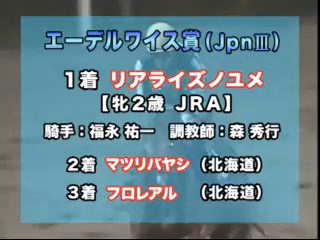 エーデルワイス賞(JpnⅢ)
1着 リアライズノユメ
【牝2歳 JRA】
騎手：福永 祐一 調教師：森 秀行
2着 マツリバヤシ (北海道)
3着 フロレアル (北海道)